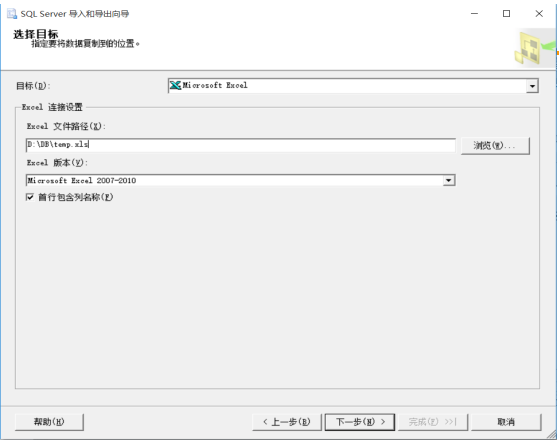 SQL Server 导入和导出向导
选择目标
指定要将数据复制到的位置。
目标(D): Microsoft Excel
Excel 连接设置
Excel 文件路径(X):
D:\DB\temp.xls 浏览(W)...
Excel 版本(V):
Microsoft Excel 2007-2010
首行包含列名称(F)
帮助(H) < 上一步(B) 下一步(N) > 完成(F) >>| 取消